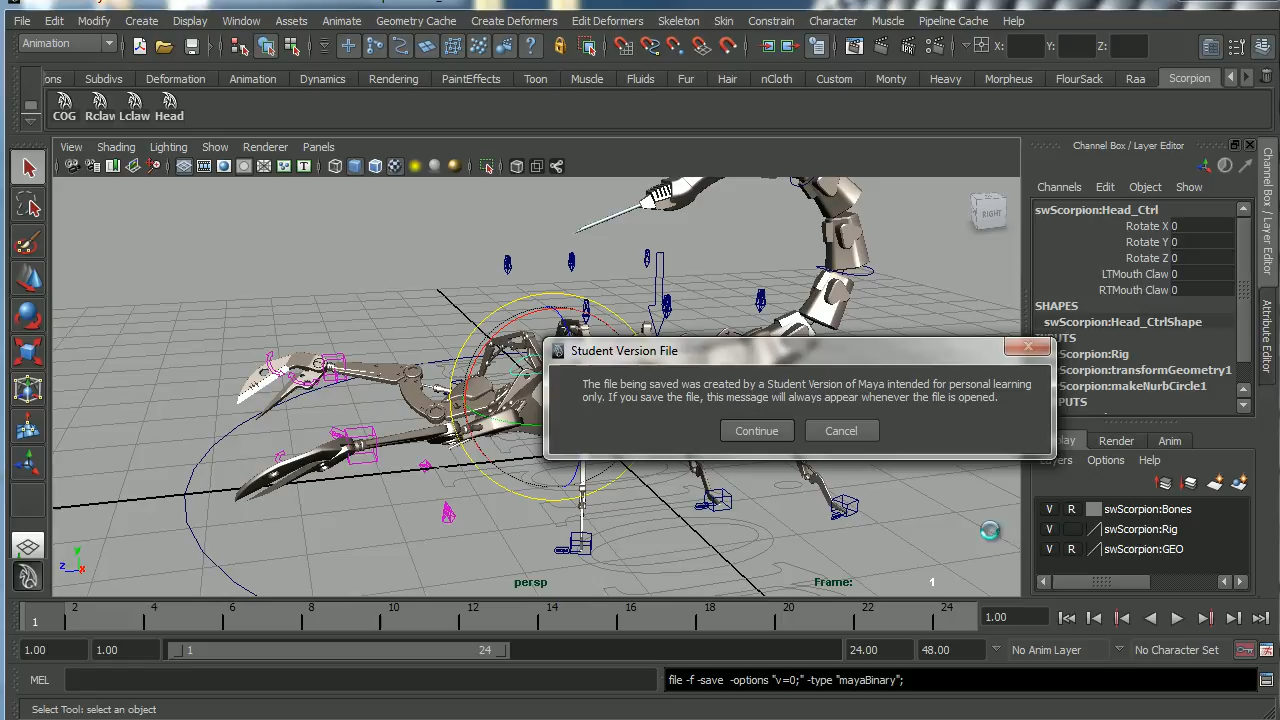 File Edit Modify Create Display Window Assets Animate Geometry Cache Create Deformers Edit Deformers Skeleton Skin Constrain Character Muscle Pipeline Cache Help
Animation
X: Y: Z:
ons Subdivs Deformation Animation Dynamics Rendering PaintEffects Toon Muscle Fluids Fur Hair nCloth Custom Monty Heavy Morpheus FlourSack Raa Scorpion
COG Rclaw Lclaw Head
View Shading Lighting Show Renderer Panels
Channel Box / Layer Editor
Channels Edit Object Show
swScorpion:Head_Ctrl
Rotate X 0
Rotate Y 0
Rotate Z 0
LTMouth Claw 0
RTMouth Claw 0
SHAPES
swScorpion:Head_CtrlShape
PUTS
swScorpion:Rig
swScorpion:transformGeometry1
swScorpion:makeNurbCircle1
PUTS
Channel Box / Layer Editor
Attribute Editor
RIGHT
Student Version File
The file being saved was created by a Student Version of Maya intended for personal learning
only. If you save the file, this message will always appear whenever the file is opened.
Continue Cancel
play Render Anim
Layers Options Help
V R swScorpion:Bones
V swScorpion:Rig
V R swScorpion:GEO
y
z x
persp
Frame: 1
2 4 6 8 10 12 14 16 18 20 22 24
1
1.00
1.00 1.00 1 24 24.00 48.00 No Anim Layer No Character Set
MEL file -f -save -options "v=0;" -type "mayaBinary";
Select Tool: select an object